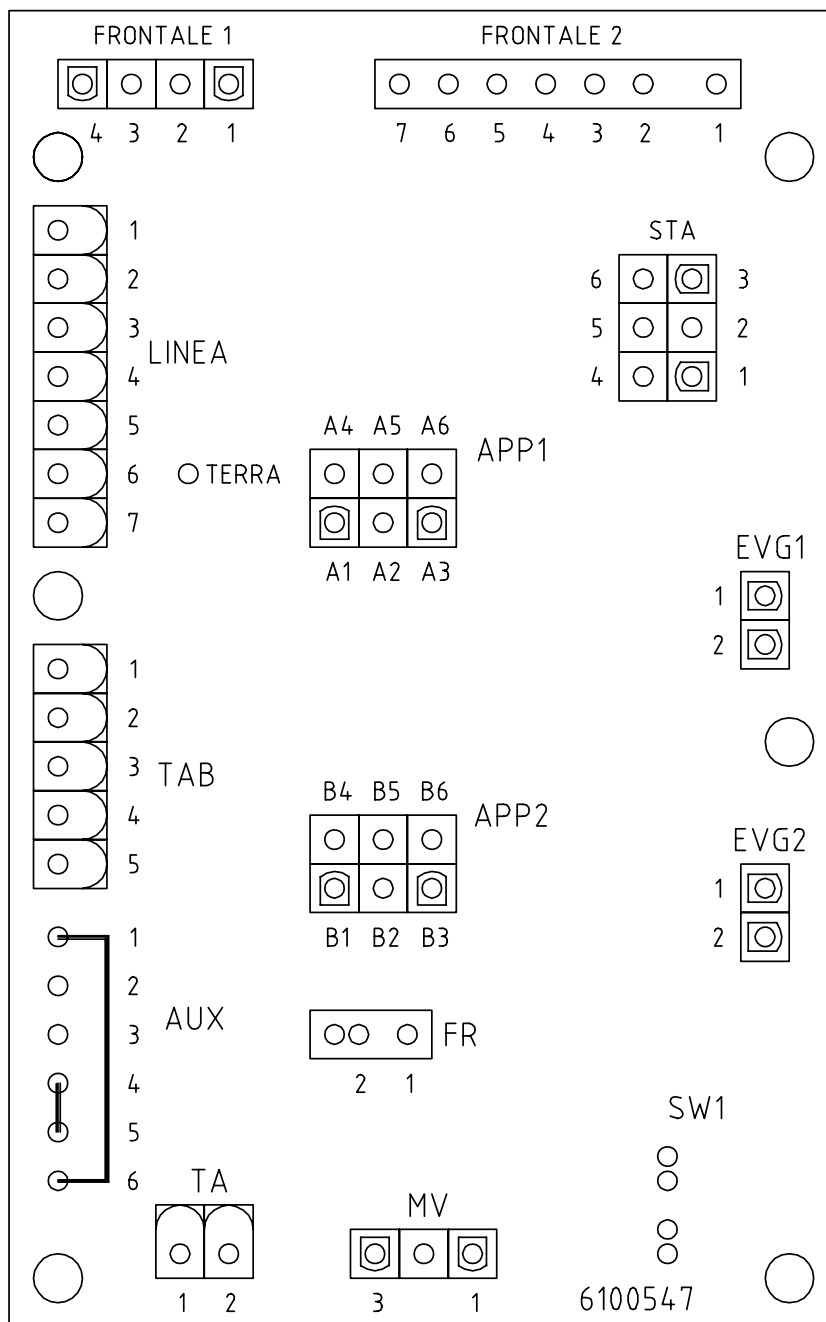 FRONTALE 1 FRONTALE 2
4 3 2 1 7 6 5 4 3 2 1
1
STA
2 6 3
3 5 2
LINEA
4 4 1
5 A4 A5 A6
APP1
6 TERRA
7
A1 A2 A3
EVG1
1
2
1
2
3
TAB
4
5
B4 B5 B6
APP2
EVG2
1
2
B1 B2 B3
1
2
AUX
3
4
5
6
FR
2 1
SW1
TA
MV
1 2
3 1
6100547